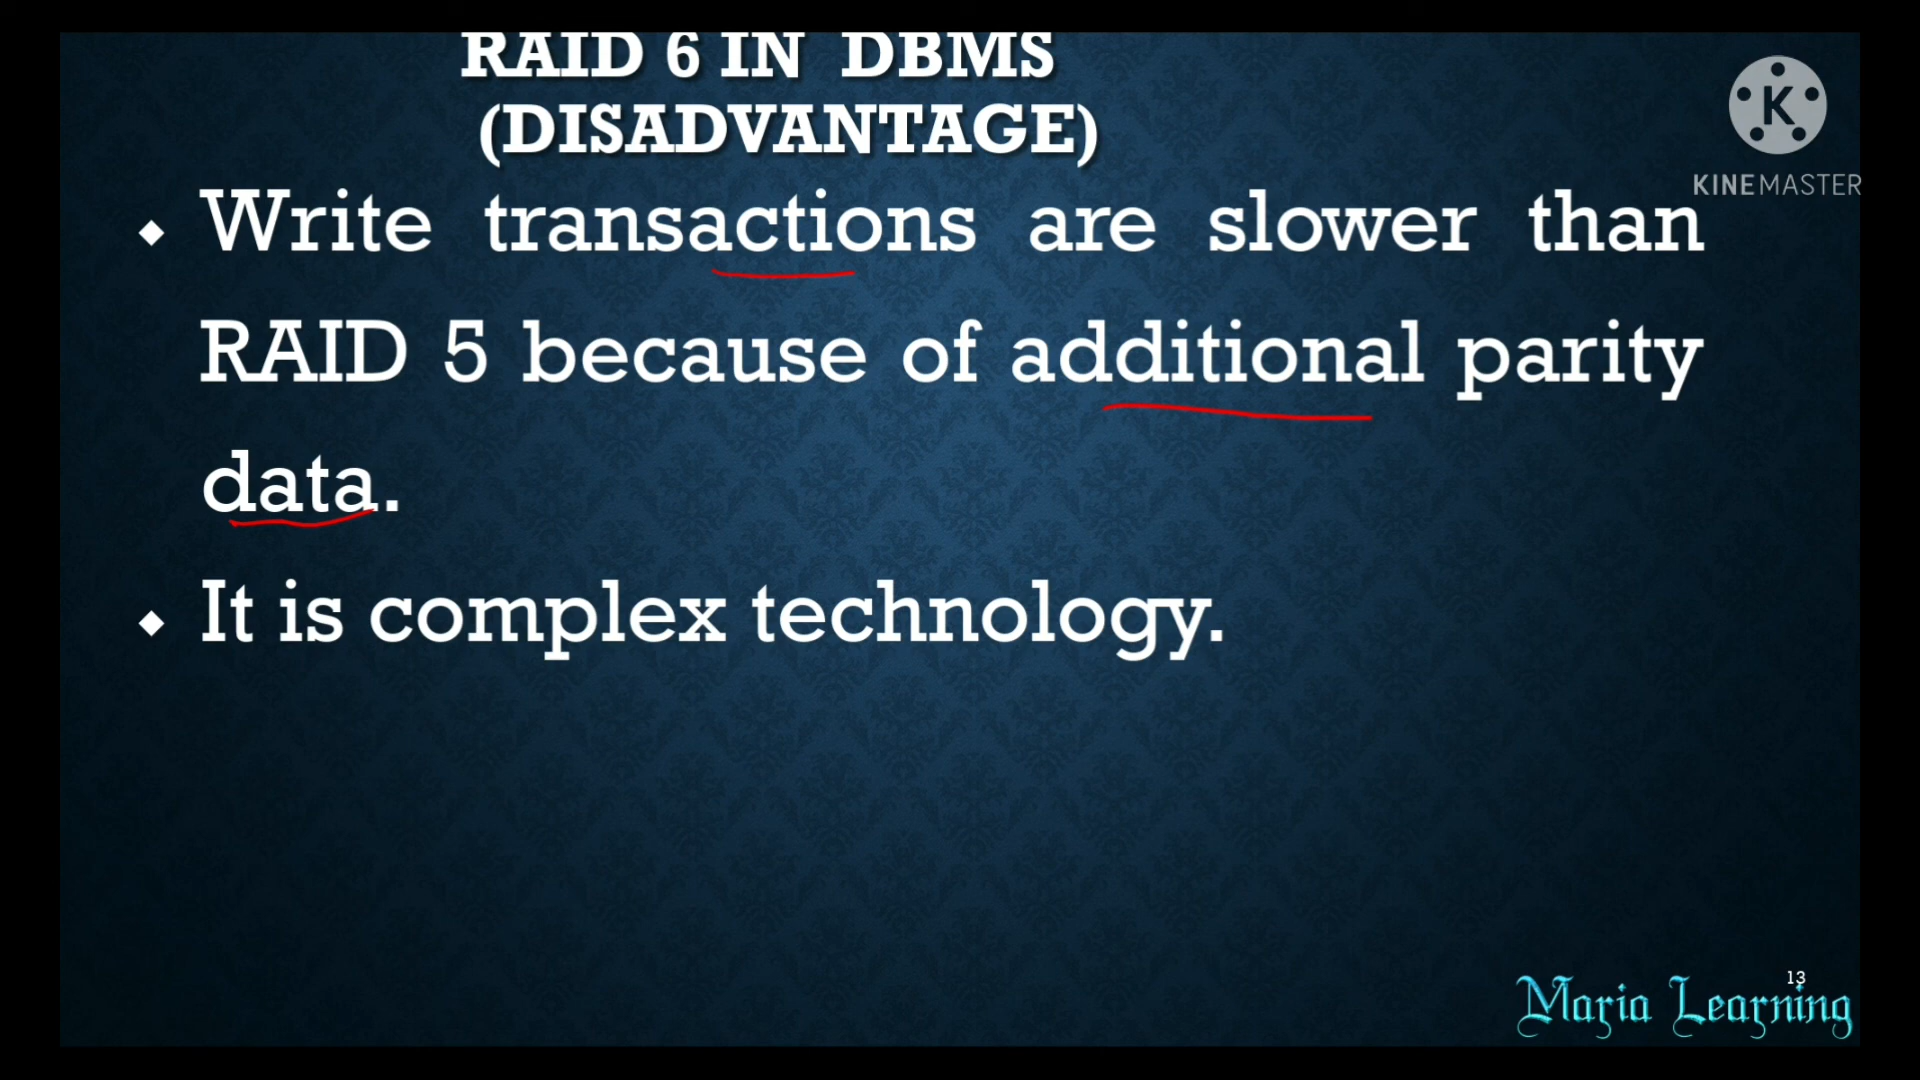 RAID 6 IN DBMS
(DISADVANTAGE)
K
KINEMASTER
◆ Write transactions are slower than
RAID 5 because of additional parity
data.
◆ It is complex technology.
13
Maria Learning